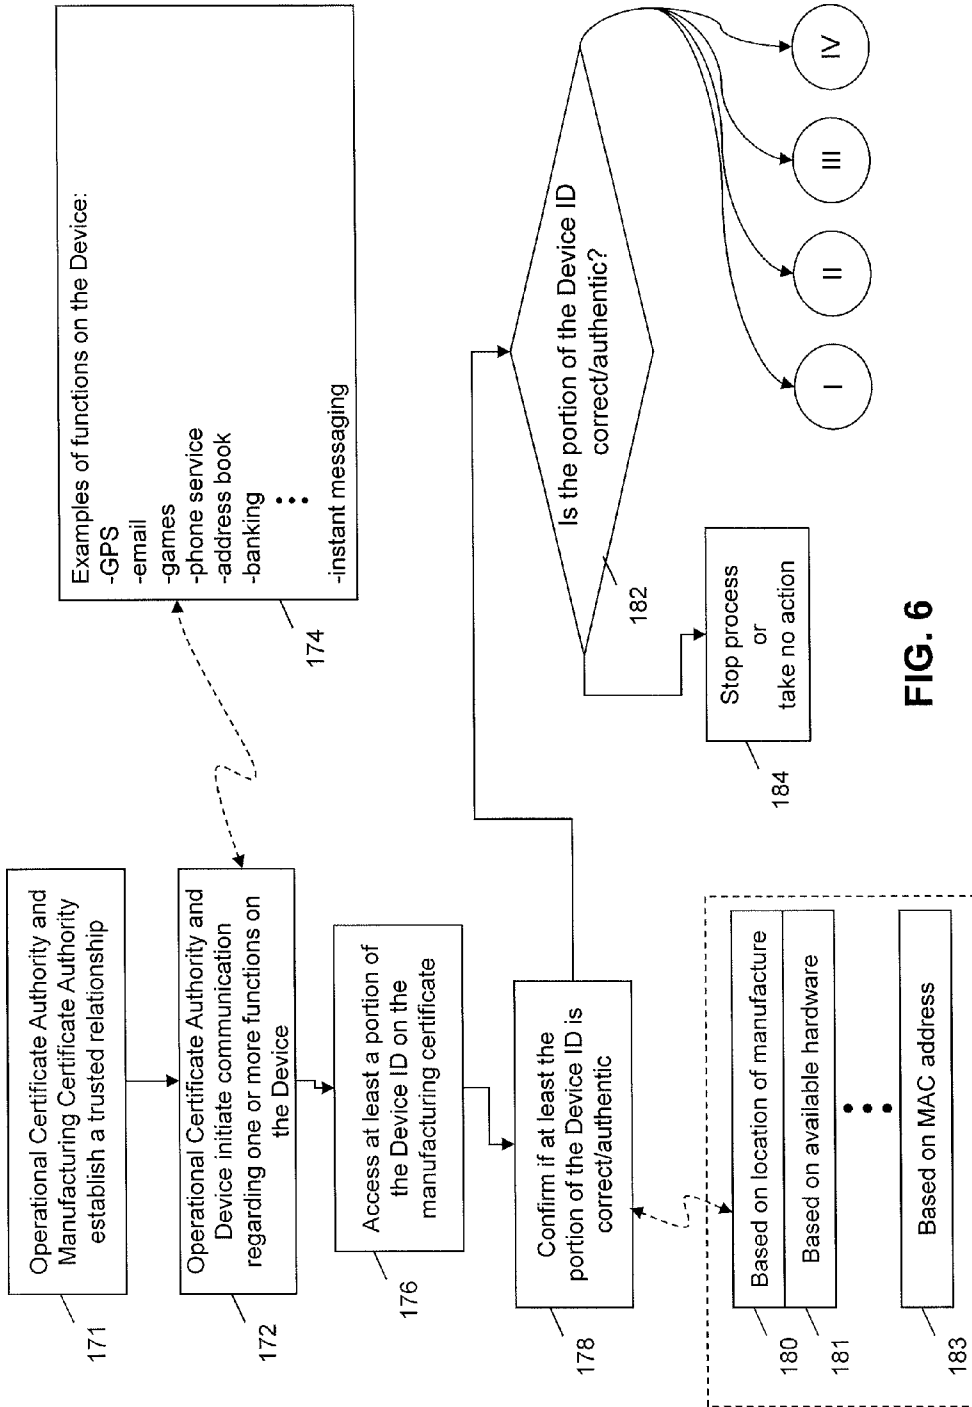 Operational Certificate Authority and
Manufacturing Certificate Authority
establish a trusted relationship
171
Operational Certificate Authority and
Device initiate communication
regarding one or more functions on
the Device
172
Examples of functions on the Device:
-GPS
-email
-games
-phone service
-address book
-banking
-instant messaging
174
Access at least a portion of
the Device ID on the
manufacturing certificate
176
Confirm if at least the
portion of the Device ID is
correct/authentic
178
Based on location of manufacture
180
Based on available hardware
181
Based on MAC address
183
Is the portion of the Device ID
correct/authentic?
182
Stop process
or
take no action
184
I
II
III
IV
FIG. 6